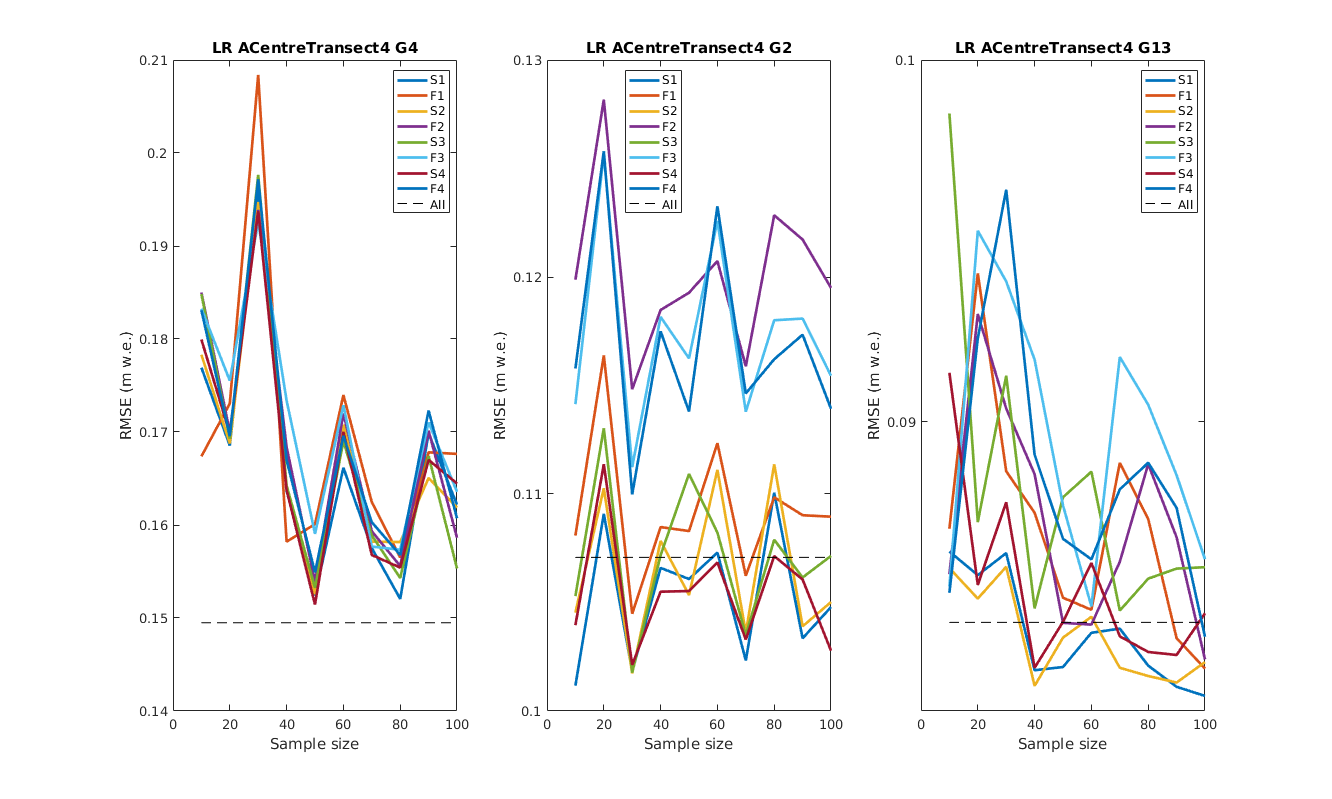 LR ACentreTransect4 G4
0.21
0.2
0.19
0.18
0.17
0.16
0.15
0.14
RMSE (m w.e.)
0
20
40
60
80
100
Sample size
S1
F1
S2
F2
S3
F3
S4
F4
All
LR ACentreTransect4 G2
0.13
0.12
0.11
0.1
RMSE (m w.e.)
0
20
40
60
80
100
Sample size
S1
F1
S2
F2
S3
F3
S4
F4
All
LR ACentreTransect4 G13
0.1
0.09
RMSE (m w.e.)
0
20
40
60
80
100
Sample size
S1
F1
S2
F2
S3
F3
S4
F4
All